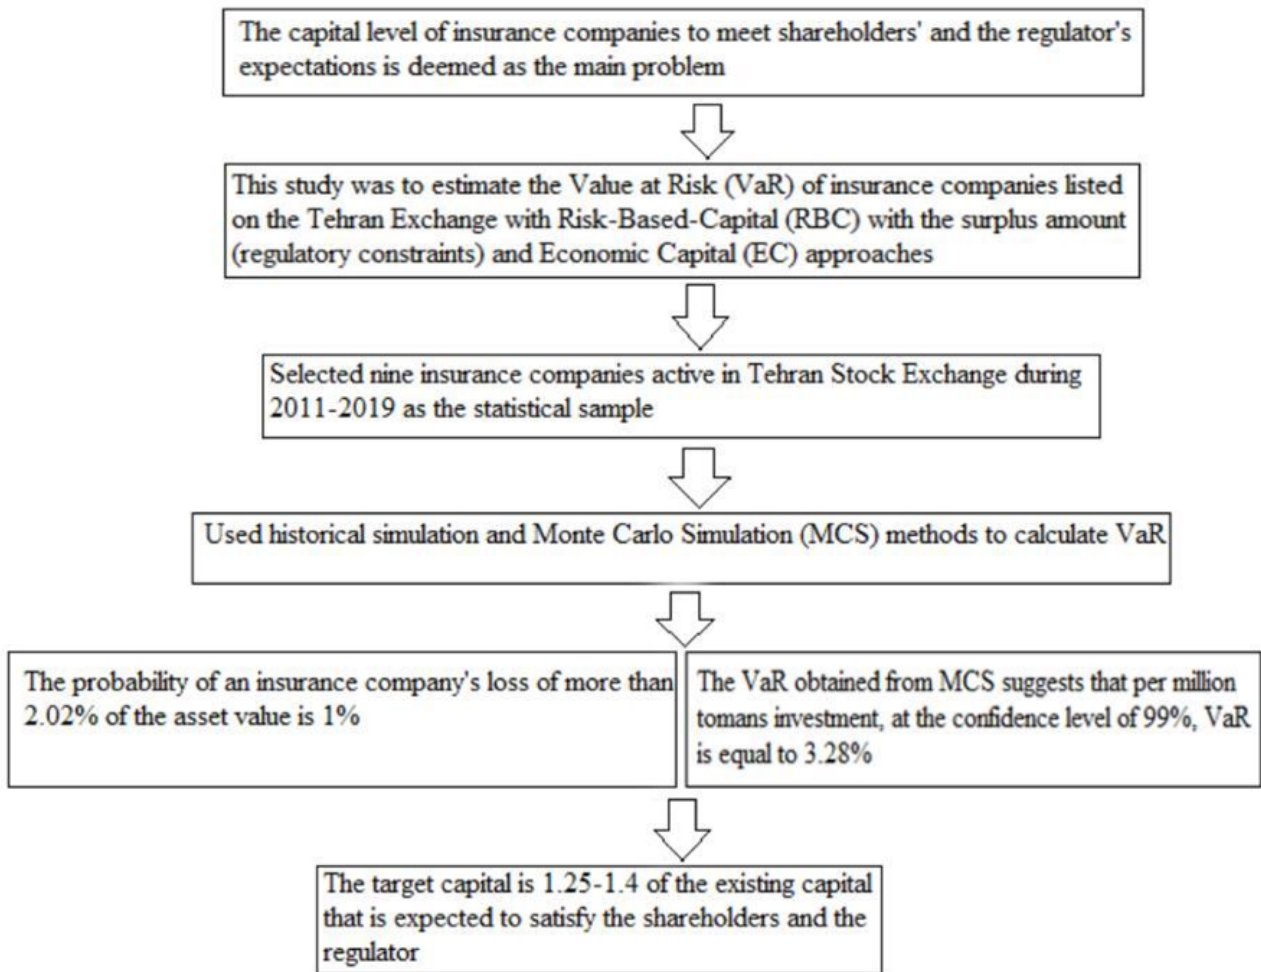 The capital level of insurance companies to meet shareholders' and the regulator's
expectations is deemed as the main problem
This study was to estimate the Value at Risk (VaR) of insurance companies listed
on the Tehran Exchange with Risk-Based-Capital (RBC) with the surplus amount
(regulatory constraints) and Economic Capital (EC) approaches
Selected nine insurance companies active in Tehran Stock Exchange during
2011-2019 as the statistical sample
Used historical simulation and Monte Carlo Simulation (MCS) methods to calculate VaR
The probability of an insurance company's loss of more than
2.02% of the asset value is 1%
The VaR obtained from MCS suggests that per million
tomans investment, at the confidence level of 99%, VaR
is equal to 3.28%
The target capital is 1.25-1.4 of the existing capital
that is expected to satisfy the shareholders and the
regulator